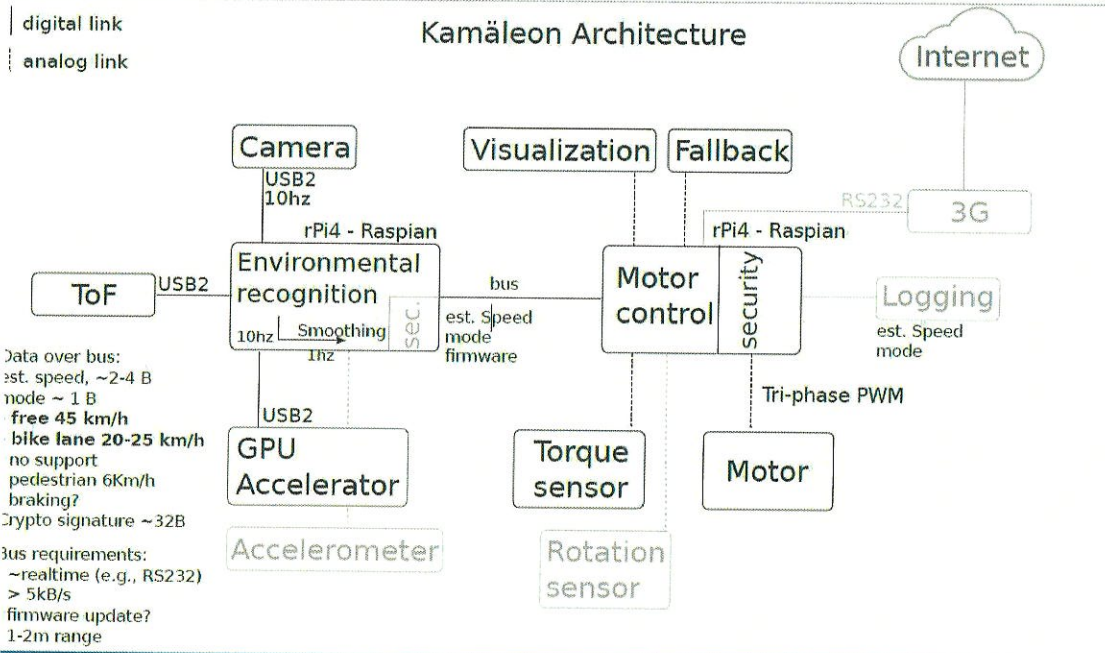 digital link
analog link
Kamäleon Architecture
Internet
Camera
USB2
10hz
Visualization
Fallback
RS232
3G
rPi4 - Raspian
rPi4 - Raspian
ToF
USB2
Environmental
recognition
10hz
Smoothing
1hz
sec.
bus
est. Speed
mode
firmware
Motor
control
security
Logging
est. Speed
mode
Data over bus:
est. speed, ~2-4 B
mode ~ 1 B
free 45 km/h
bike lane 20-25 km/h
no support
pedestrian 6Km/h
braking?
Crypto signature ~32B
Bus requirements:
~realtime (e.g., RS232)
> 5kB/s
firmware update?
1-2m range
USB2
GPU
Accelerator
Accelerometer
Torque
sensor
Rotation
sensor
Tri-phase PWM
Motor